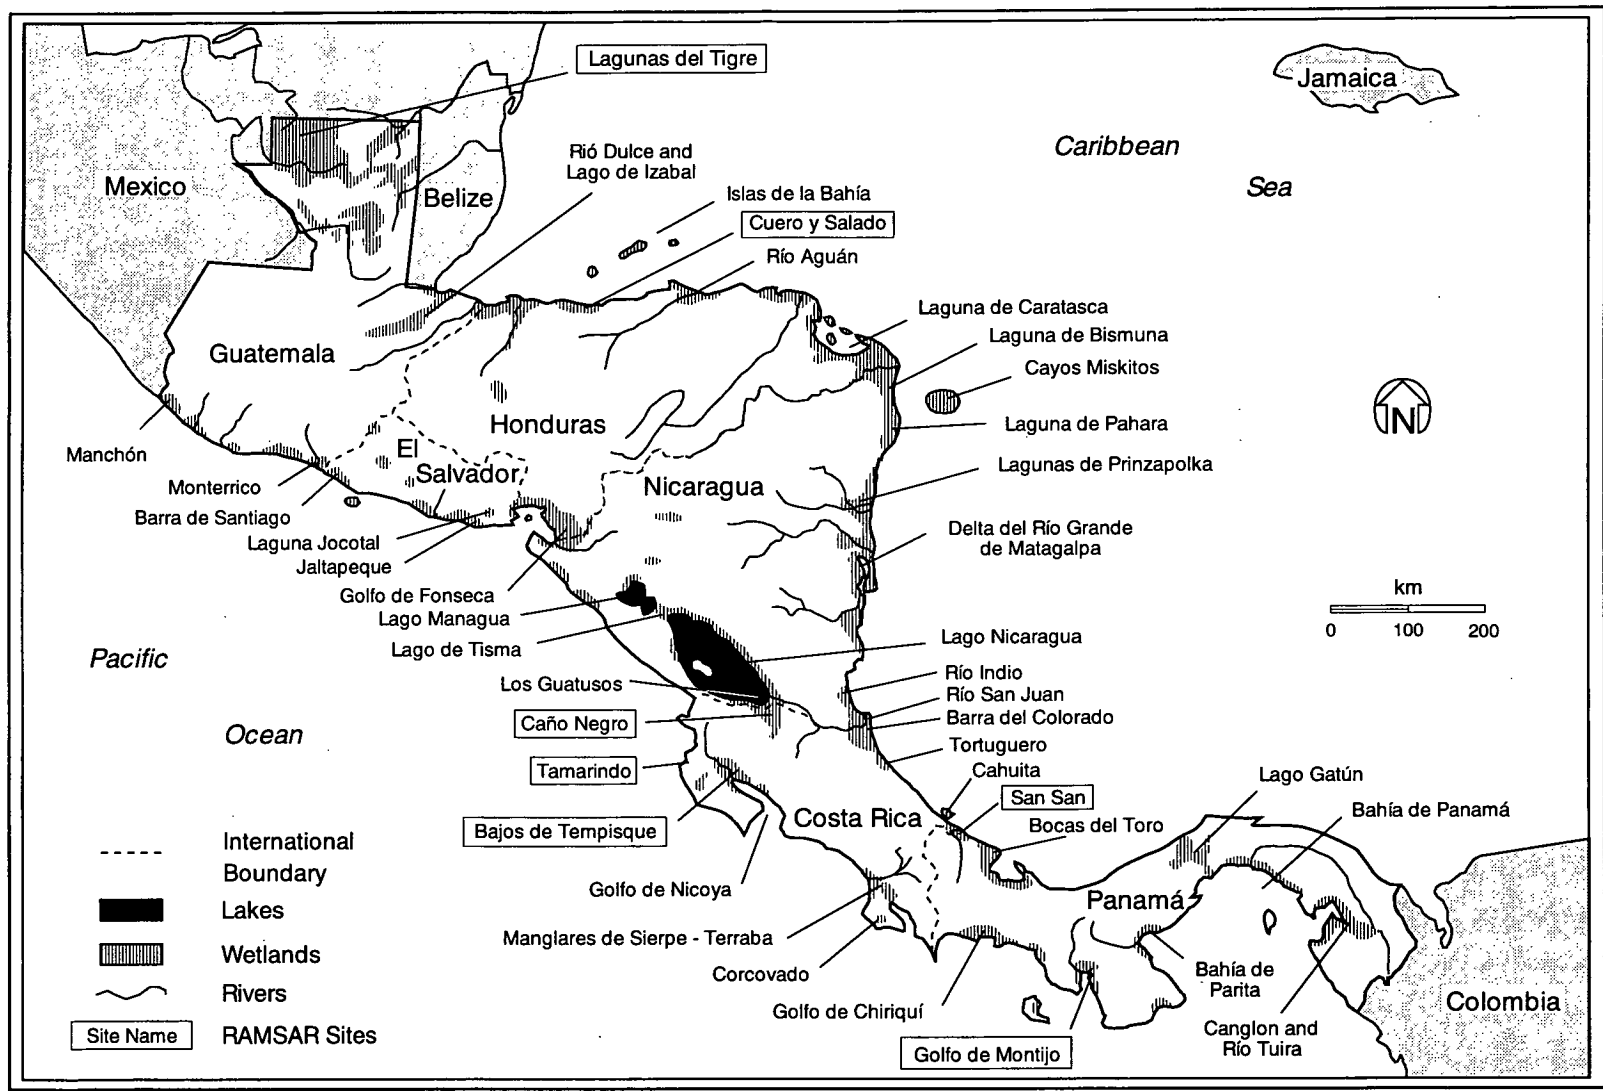 Lagunas del Tigre
Jamaica
Caribbean
Sea
Mexico
Rió Dulce and
Lago de Izabal
Belize
Islas de la Bahía
Cuero y Salado
Río Aguán
Laguna de Caratasca
Laguna de Bismuna
Cayos Miskitos
Guatemala
Honduras
N
Laguna de Pahara
Manchón
El
Salvador
Lagunas de Prinzapolka
Monterrico
Nicaragua
Barra de Santiago
Delta del Río Grande
de Matagalpa
Laguna Jocotal
Jaltapeque
Golfo de Fonseca
Lago Managua
km
0 100 200
Lago de Tisma
Lago Nicaragua
Pacific
Ocean
Los Guatusos
Río Indio
Río San Juan
Caño Negro
Barra del Colorado
Tortuguero
Tamarindo
Cahuita
Lago Gatún
San San
Bahía de Panamá
Costa Rica
Bajos de Tempisque
Bocas del Toro
Golfo de Nicoya
Panamá
Manglares de Sierpe - Terraba
Corcovado
Bahía de
Parita
Golfo de Chiriquí
Canglon and
Río Tuira
Colombia
Golfo de Montijo
International
Boundary
Lakes
Wetlands
Rivers
Site Name
RAMSAR Sites